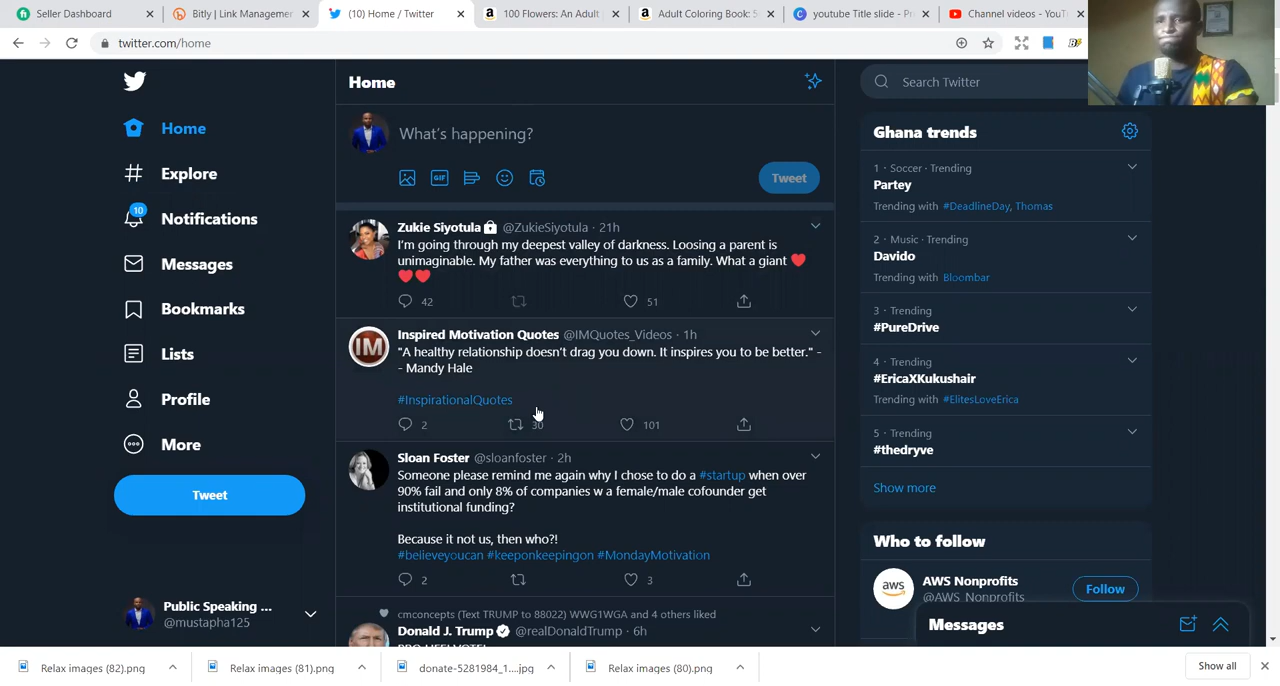 Seller Dashboard
Bitly | Link Managemen
(10) Home / Twitter
100 Flowers: An Adult
Adult Coloring Book: S
youtube Title slide - Pr
Channel videos - YouT
twitter.com/home
Home
Search Twitter
Home
What's happening?
Tweet
Explore
10
Notifications
Messages
Bookmarks
Lists
Profile
More
Tweet
Public Speaking ...
@mustapha125
Zukie Siyotula @ZukieSiyotula · 21h
I'm going through my deepest valley of darkness. Loosing a parent is
unimaginable. My father was everything to us as a family. What a giant ❤
❤❤
42 51
Inspired Motivation Quotes @IMQuotes_Videos · 1h
"A healthy relationship doesn't drag you down. It inspires you to be better." -
- Mandy Hale
#InspirationalQuotes
2 30 101
Sloan Foster @sloanfoster · 2h
Someone please remind me again why I chose to do a #startup when over
90% fail and only 8% of companies w a female/male cofounder get
institutional funding?
Because it not us, then who?!
#believeyoucan #keeponkeepingon #MondayMotivation
2 3
cmconcepts (Text TRUMP to 88022) WWG1WGA and 4 others liked
Donald J. Trump @realDonaldTrump · 6h
Ghana trends
1 · Soccer · Trending
Partey
Trending with #DeadlineDay, Thomas
2 · Music · Trending
Davido
Trending with Bloombar
3 · Trending
#PureDrive
4 · Trending
#EricaXKukushair
Trending with #ElitesLoveErica
5 · Trending
#thedryve
Show more
Who to follow
aws
AWS Nonprofits
@AWS_Nonprofits
Follow
Messages
Relax images (82).png
Relax images (81).png
donate-5281984_1....jpg
Relax images (80).png
Show all